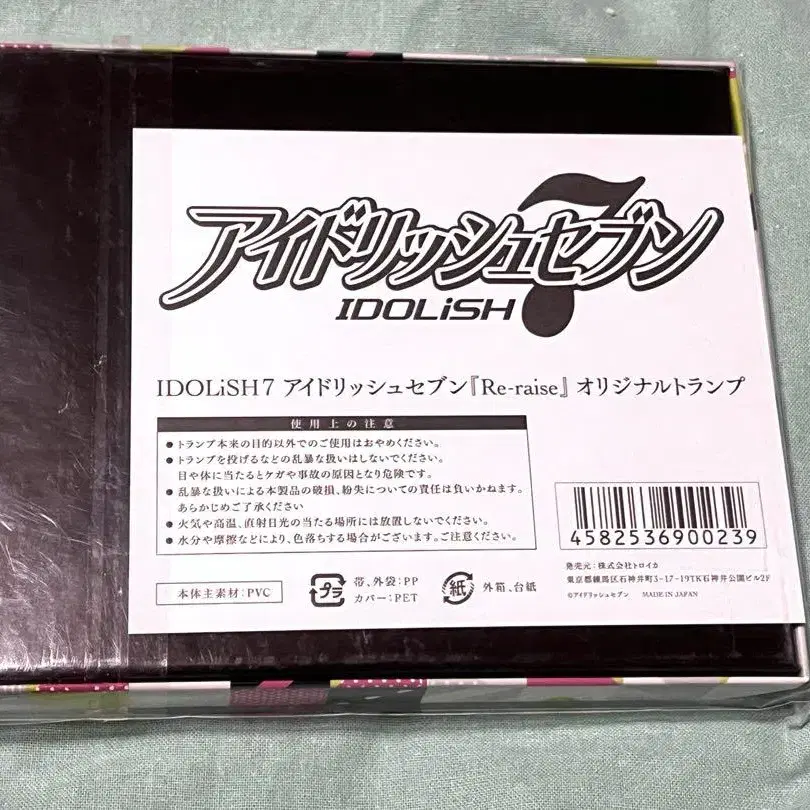 アイドリッシュセブン
7
IDOLiSH
IDOLiSH7 アイドリッシュセブン『Re-raise』オリジナルトランプ
使用上の注意
●トランプ本来の目的以外でのご使用はおやめください。
●トランプを投げるなどの乱暴な扱いはしないでください。
目や体に当たるとケガや事故の原因となり危険です。
●乱暴な扱いによる本製品の破損、紛失についての責任は負いかねます。
あらかじめご了承ください
●火気や高温、直射日光の当たる場所には放置しないでください。
●水分や摩擦などにより、色落ちする場合がございます。ご注意ください。
本体主素材:PVC
プラ
帯、外袋:PP
カバー:PET
紙
外箱、台紙
4582536900239
発売元:株式会社トロイカ
東京都練馬区石神井町3-17-19TK石神井公園ビル2F
©アイドリッシュセブン MADE IN JAPAN